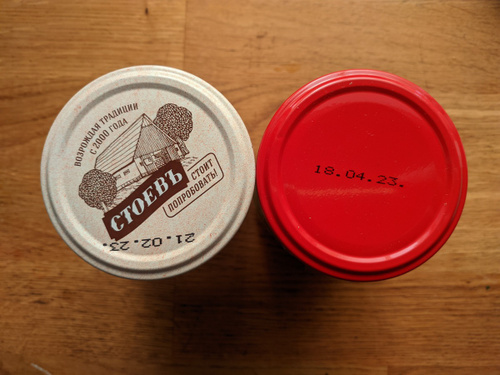 ВОЗРОЖДАЯ ТРАДИЦИИ
С 2000 ГОДА
СТОЕВЪ
СТОИТ
ПОПРОБОВАТЬ!
21.02.23.
18.04.23.